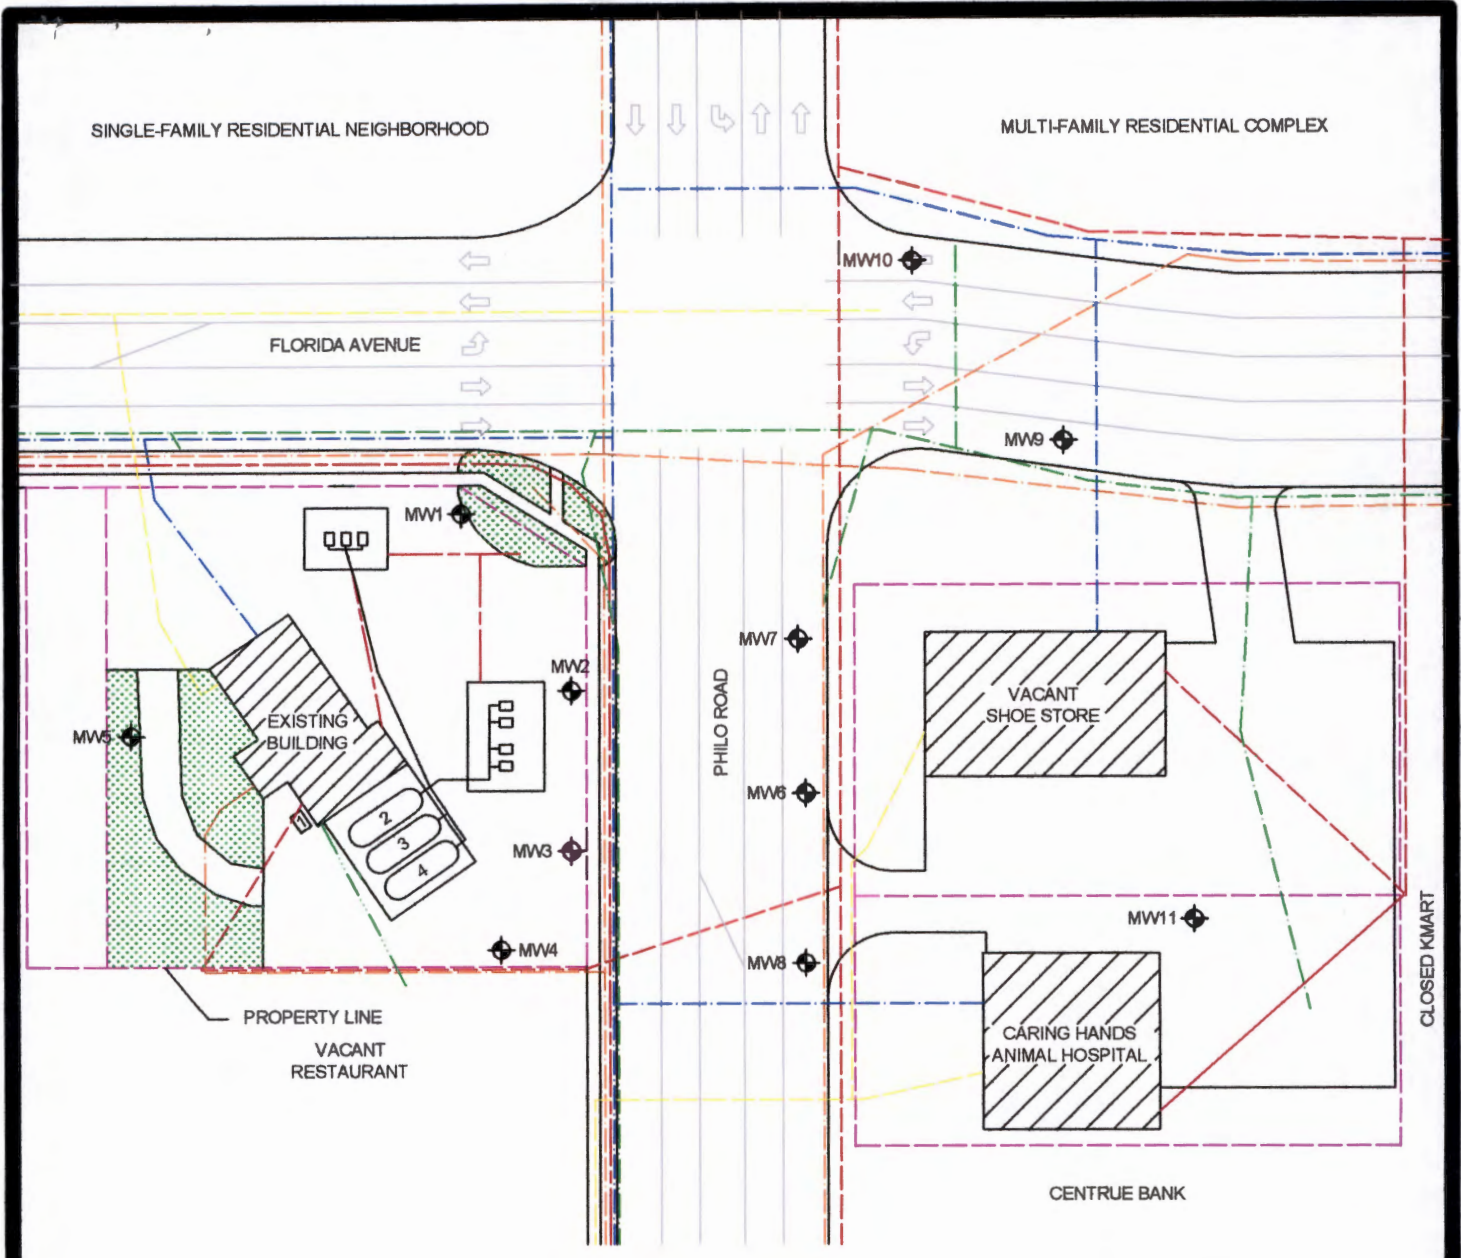 SINGLE-FAMILY RESIDENTIAL NEIGHBORHOOD
MULTI-FAMILY RESIDENTIAL COMPLEX
MW10
FLORIDA AVENUE
MW9
MW1
MW7
MW2
PHILO ROAD
VACANT
SHOE STORE
EXISTING
BUILDING
MW5
MW6
1
2
3
4
MW3
MW11
MW4
MW8
CLOSED KMART
PROPERTY LINE
VACANT
RESTAURANT
CARING HANDS
ANIMAL HOSPITAL
CENTRUE BANK